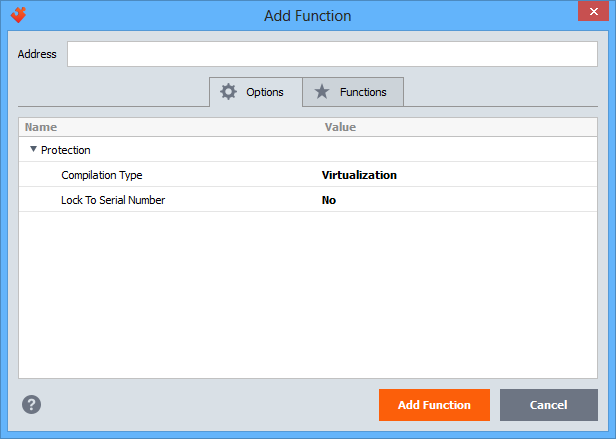 Add Function
Address
Options Functions
Name Value
Protection
Compilation Type Virtualization
Lock To Serial Number No
? Add Function Cancel